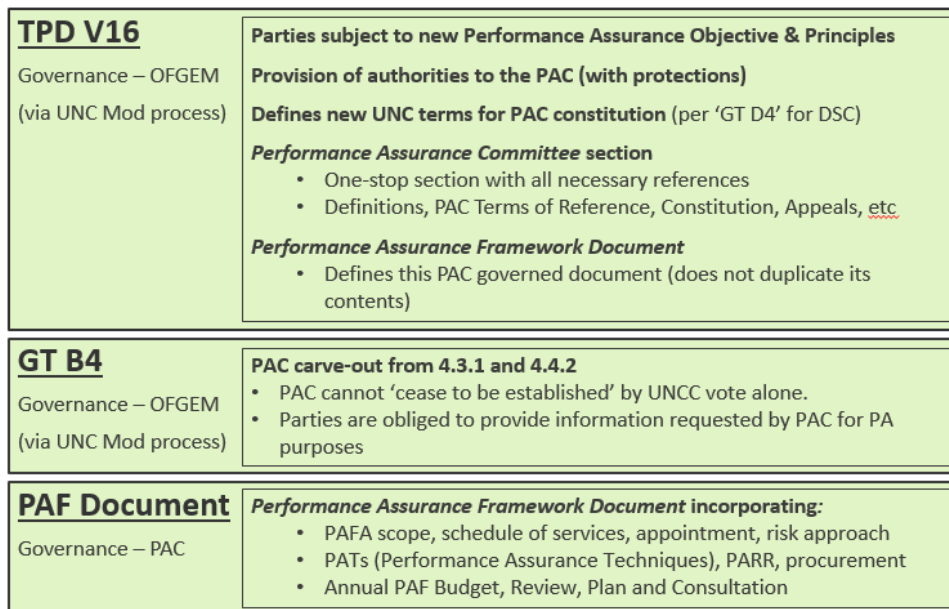 TPD V16
Governance – OFGEM
(via UNC Mod process)
Parties subject to new Performance Assurance Objective & Principles
Provision of authorities to the PAC (with protections)
Defines new UNC terms for PAC constitution (per ‘GT D4’ for DSC)
Performance Assurance Committee section
• One-stop section with all necessary references
• Definitions, PAC Terms of Reference, Constitution, Appeals, etc
Performance Assurance Framework Document
• Defines this PAC governed document (does not duplicate its
contents)
GT B4
Governance – OFGEM
(via UNC Mod process)
PAC carve-out from 4.3.1 and 4.4.2
• PAC cannot ‘cease to be established’ by UNCC vote alone.
• Parties are obliged to provide information requested by PAC for PA
purposes
PAF Document
Governance – PAC
Performance Assurance Framework Document incorporating:
• PAFA scope, schedule of services, appointment, risk approach
• PATs (Performance Assurance Techniques), PARR, procurement
• Annual PAF Budget, Review, Plan and Consultation